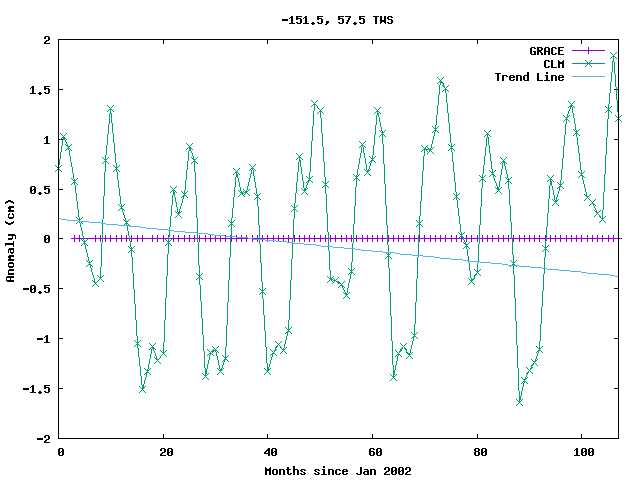 -151.5, 57.5 TWS
GRACE
CLM
Trend Line
2
1.5
1
0.5
0
-0.5
-1
-1.5
-2
Anomaly (cm)
0 20 40 60 80 100
Months since Jan 2002